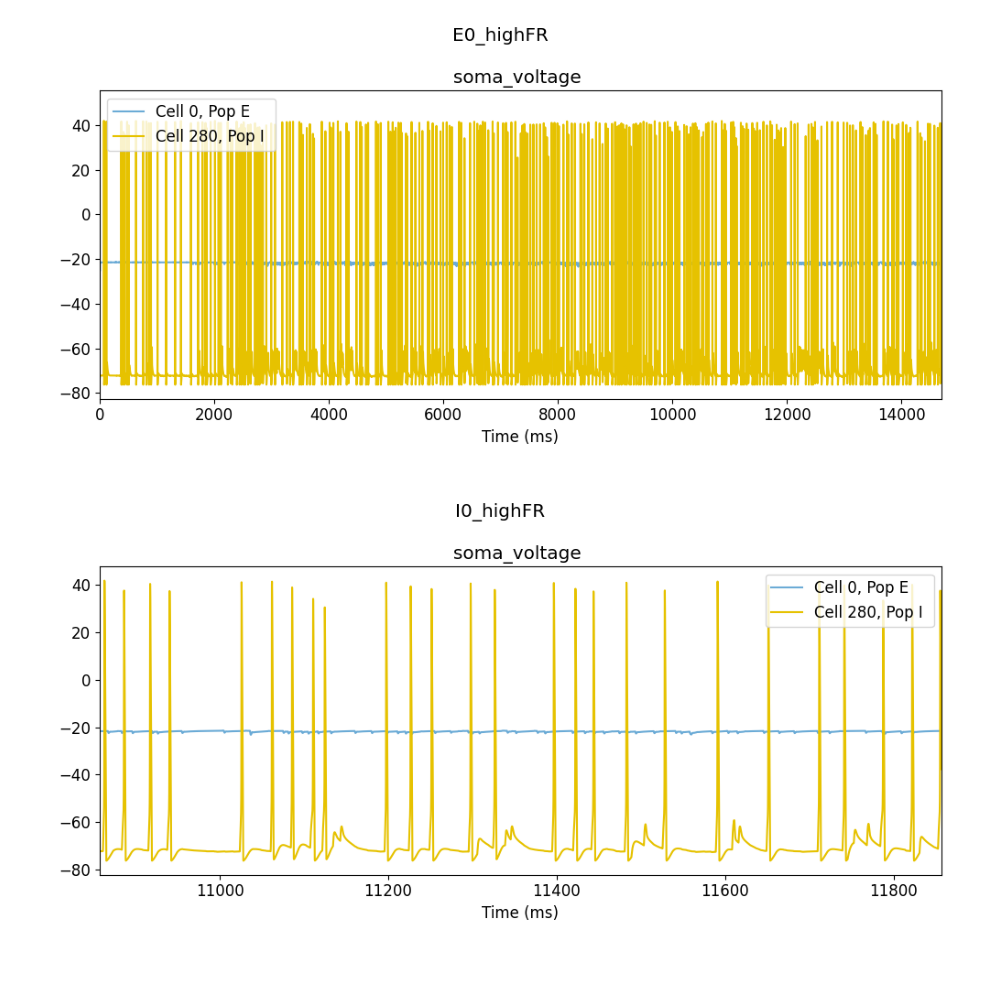 E0_highFR
soma_voltage
Cell 0, Pop E
Cell 280, Pop I
40
20
0
−20
−40
−60
−80
0 2000 4000 6000 8000 10000 12000 14000
Time (ms)
I0_highFR
soma_voltage
Cell 0, Pop E
Cell 280, Pop I
40
20
0
−20
−40
−60
−80
11000 11200 11400 11600 11800
Time (ms)